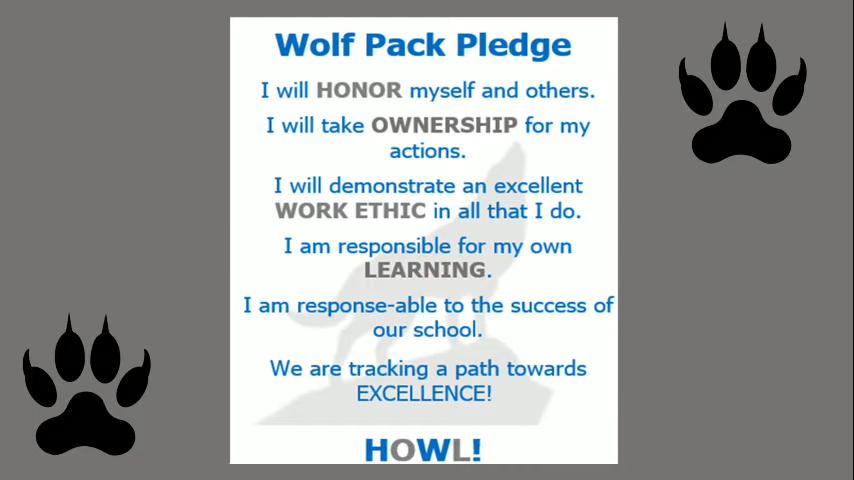 Wolf Pack Pledge
I will HONOR myself and others.
I will take OWNERSHIP for my
actions.
I will demonstrate an excellent
WORK ETHIC in all that I do.
I am responsible for my own
LEARNING.
I am response-able to the success of
our school.
We are tracking a path towards
EXCELLENCE!
HOWL!